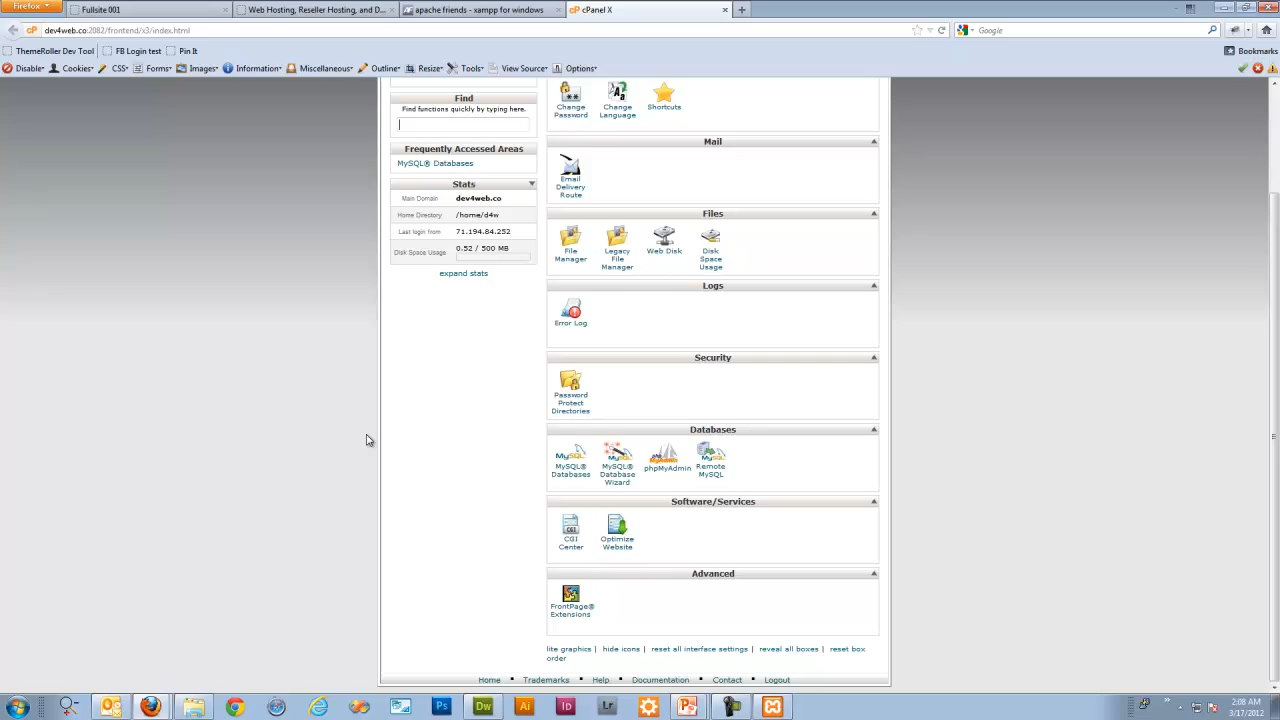 Firefox
Fullsite 001
Web Hosting, Reseller Hosting, and D...
apache friends - xampp for windows
cP cPanel X
cP dev4web.co:2082/frontend/x3/index.html
Google
ThemeRoller Dev Tool
FB Login test
Pin It
Bookmarks
Disable
Cookies
CSS
Forms
Images
Information
Miscellaneous
Outline
Resize
Tools
View Source
Options
Find
Find functions quickly by typing here.
Frequently Accessed Areas
MySQL® Databases
Stats
Main Domain dev4web.co
Home Directory /home/d4w
Last login from 71.194.84.252
Disk Space Usage 0.52 / 500 MB
expand stats
Change
Password
Change
Language
Shortcuts
Mail
Email
Delivery
Route
Files
File
Manager
Legacy
File
Manager
Web Disk
Disk
Space
Usage
Logs
Error Log
Security
Password
Protect
Directories
Databases
MySQL®
Databases
MySQL®
Database
Wizard
phpMyAdmin
Remote
MySQL
Software/Services
CGI
CGI
Center
Optimize
Website
Advanced
FrontPage®
Extensions
lite graphics | hide icons | reset all interface settings | reveal all boxes | reset box
order
Home Trademarks Help Documentation Contact Logout
Ps
Dw
Ai
Id
Lr
2:08 AM
3/17/2012